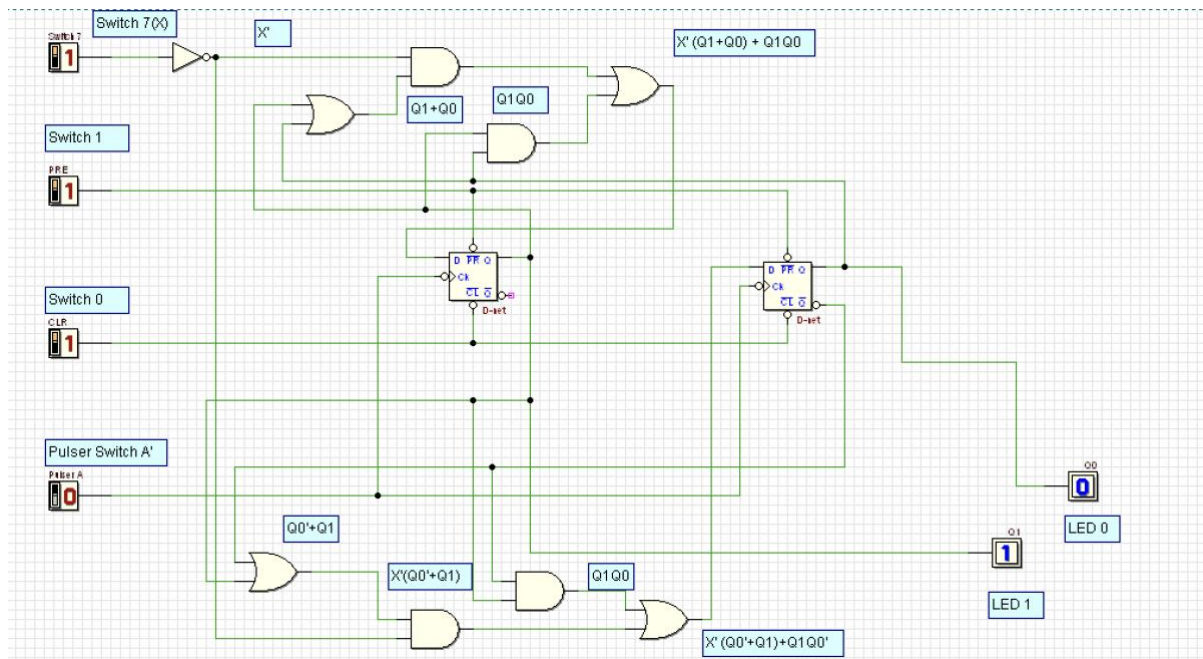 Switch 7(X)
Switch 7
1
X'
X' (Q1+Q0) + Q1Q0
Q1+Q0
Q1Q0
Switch 1
PRE
1
D PR Q
Ck
CL Q
D-net
D PR Q
Ck
CL Q
D-net
Switch 0
CLR
1
Pulser Switch A'
Pulser A
0
Q0
0
LED 0
Q1
1
LED 1
Q0'+Q1
X'(Q0'+Q1)
Q1Q0
X' (Q0'+Q1)+Q1Q0'